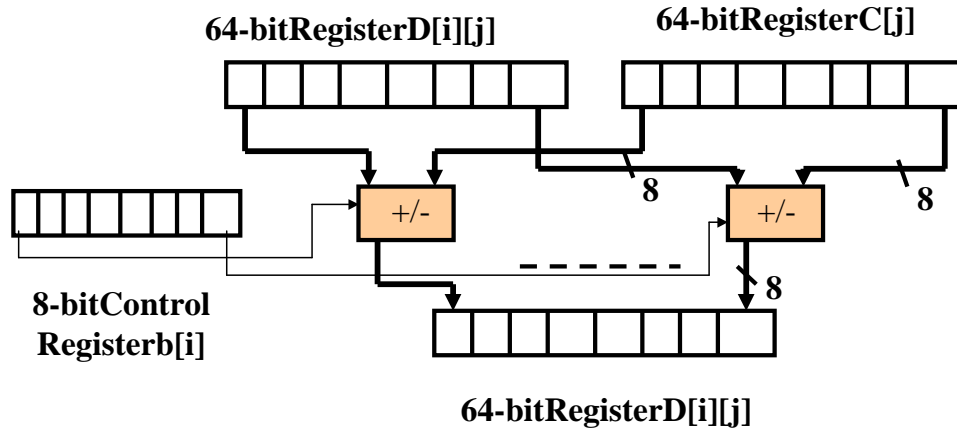 64-bitRegisterD[i][j]
64-bitRegisterC[j]
8
8
+/-
+/-
8
8-bitControl
Registerb[i]
64-bitRegisterD[i][j]